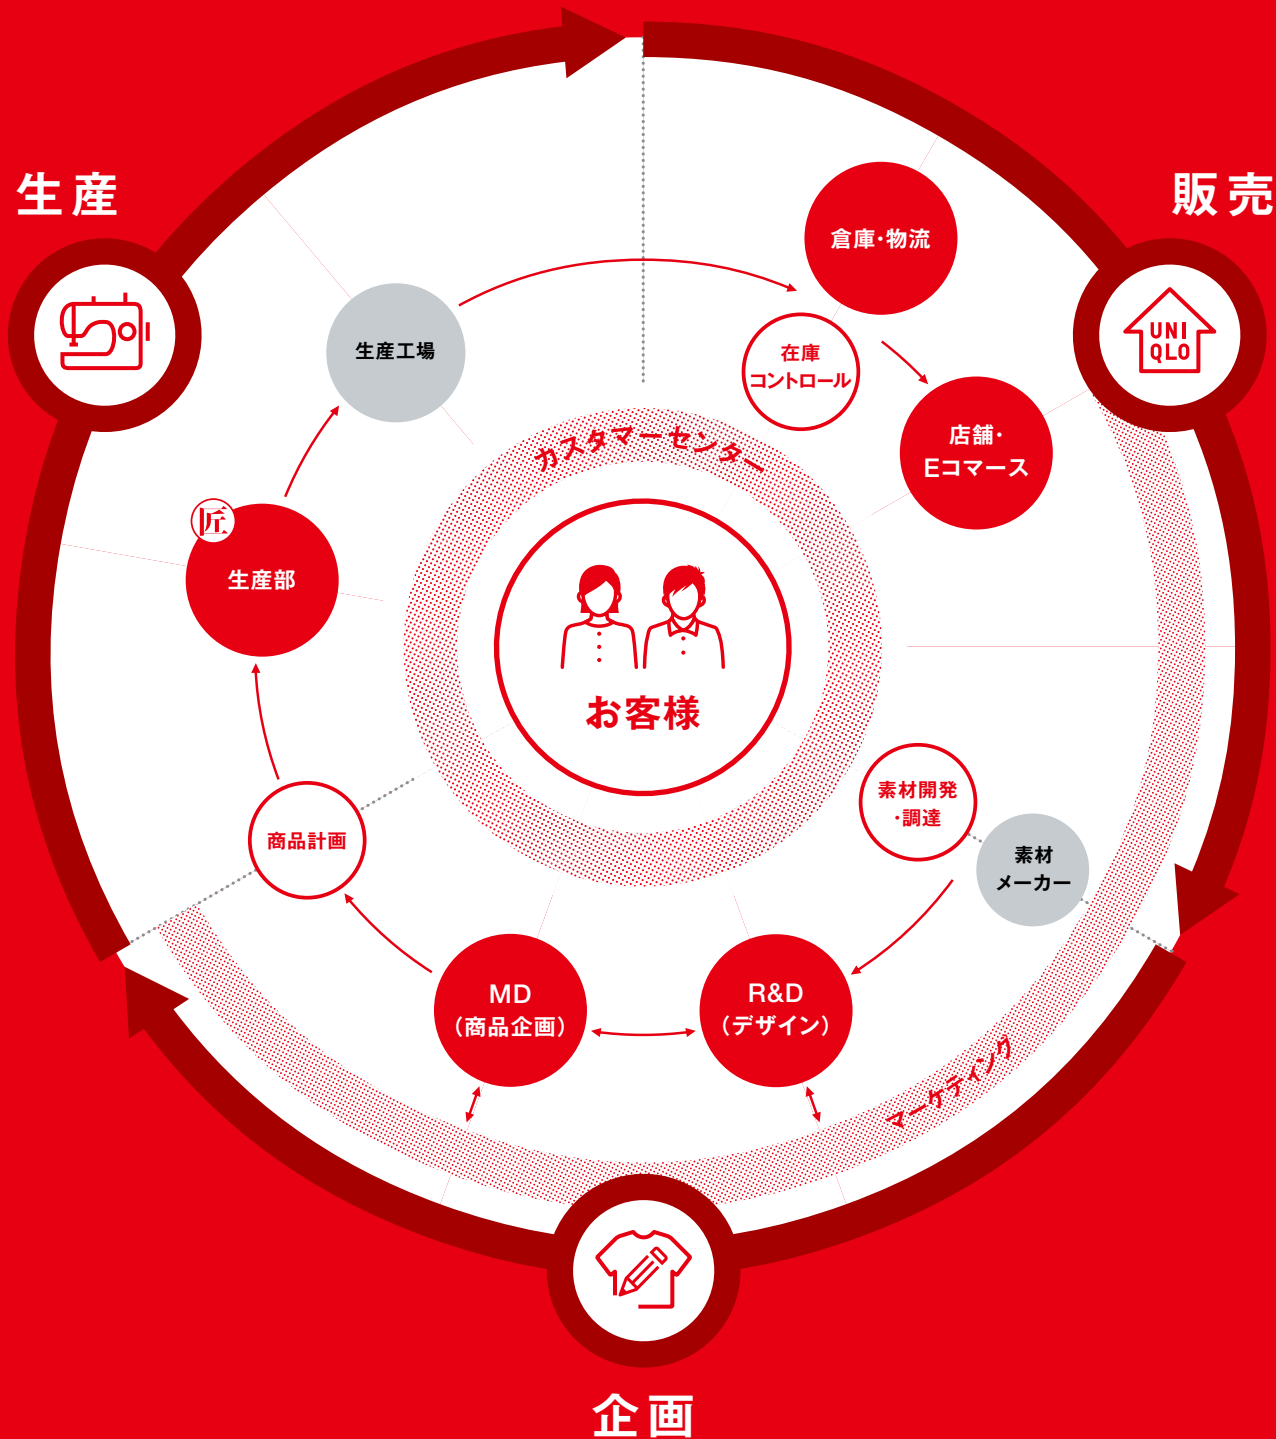 生産
販売
倉庫・物流
生産工場
在庫
コントロール
UNI
QLO
店舗・
Eコマース
カスタマーセンター
匠
生産部
お客様
素材開発
・調達
商品計画
素材
メーカー
MD
（商品企画）
R&D
（デザイン）
マーケティング
企画